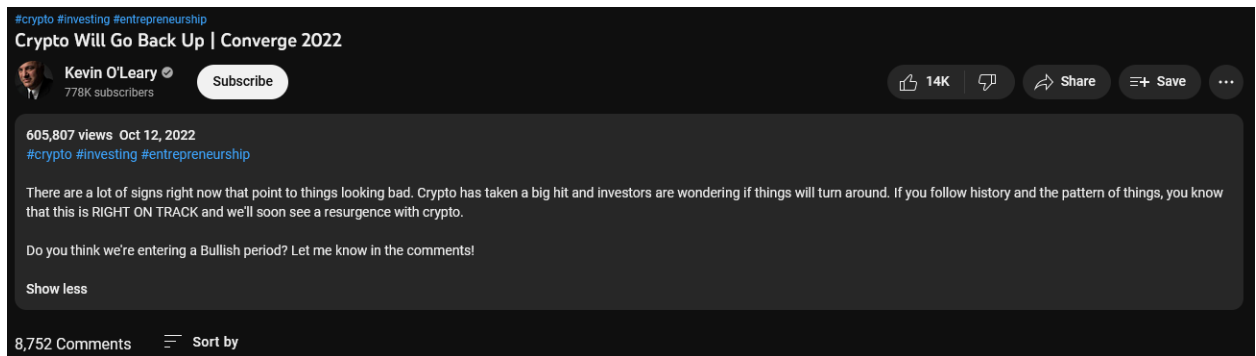 #crypto #investing #entrepreneurship
Crypto Will Go Back Up | Converge 2022
Kevin O'Leary
778K subscribers
Subscribe
14K
Share
Save
605,807 views Oct 12, 2022
#crypto #investing #entrepreneurship
There are a lot of signs right now that point to things looking bad. Crypto has taken a big hit and investors are wondering if things will turn around. If you follow history and the pattern of things, you know
that this is RIGHT ON TRACK and we'll soon see a resurgence with crypto.
Do you think we're entering a Bullish period? Let me know in the comments!
Show less
8,752 Comments
Sort by